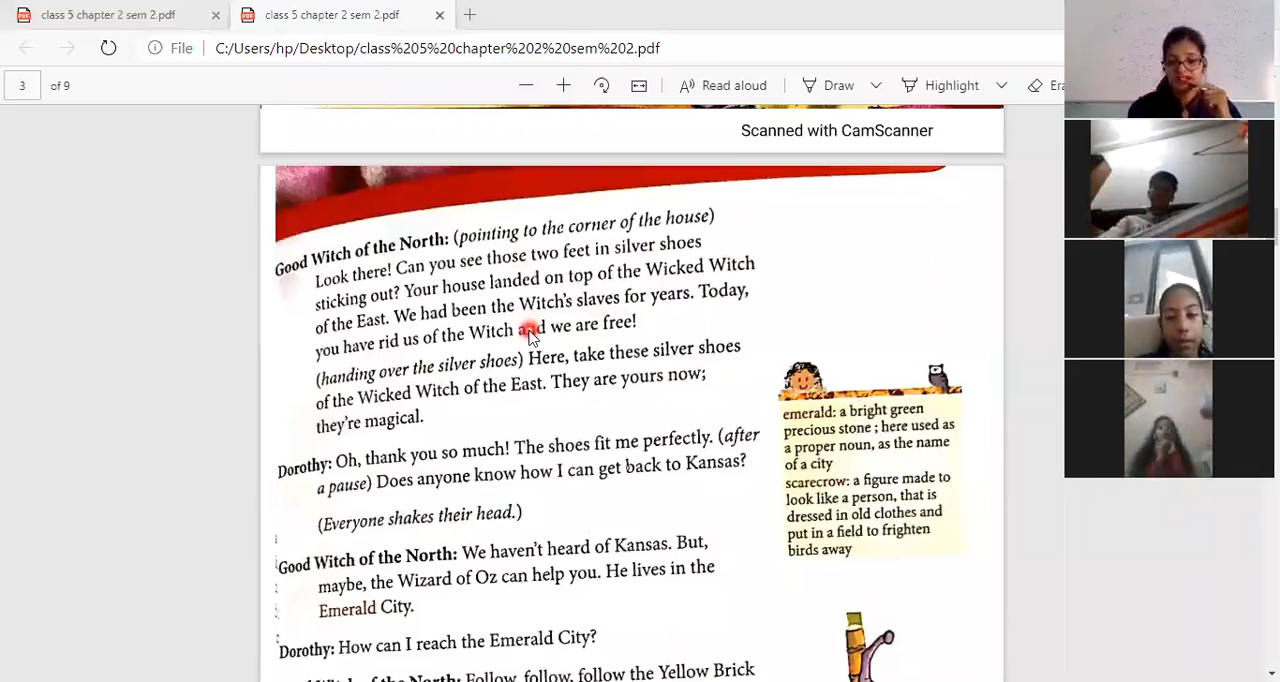 class 5 chapter 2 sem 2.pdf
class 5 chapter 2 sem 2.pdf
File
C:/Users/hp/Desktop/class%205%20chapter%202%20sem%202.pdf
3 of 9
Read aloud
Draw
Highlight
Era
Scanned with CamScanner
Good Witch of the North: (pointing to the corner of the house)
Look there! Can you see those two feet in silver shoes
sticking out? Your house landed on top of the Wicked Witch
of the East. We had been the Witch's slaves for years. Today,
you have rid us of the Witch and we are free!
(handing over the silver shoes) Here, take these silver shoes
of the Wicked Witch of the East. They are yours now;
they're magical.
Dorothy: Oh, thank you so much! The shoes fit me perfectly. (after
a pause) Does anyone know how I can get back to Kansas?
(Everyone shakes their head.)
Good Witch of the North: We haven't heard of Kansas. But,
maybe, the Wizard of Oz can help you. He lives in the
Emerald City.
Dorothy: How can I reach the Emerald City?
of the North: Follow, follow, follow the Yellow Brick
emerald: a bright green
precious stone ; here used as
a proper noun, as the name
of a city
scarecrow: a figure made to
look like a person, that is
dressed in old clothes and
put in a field to frighten
birds away